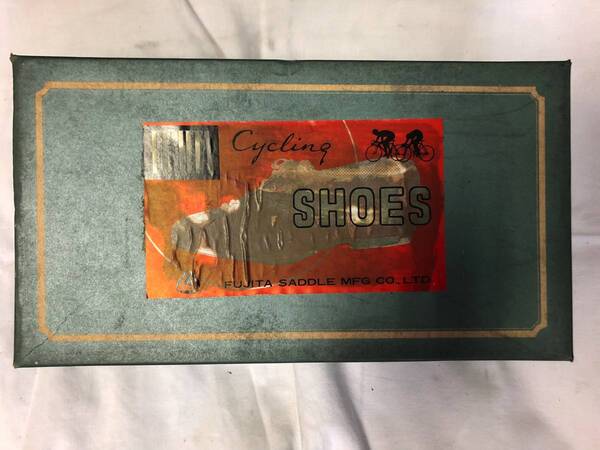 Cycling
SHOES
FUJITA SADDLE MFG CO., LTD.